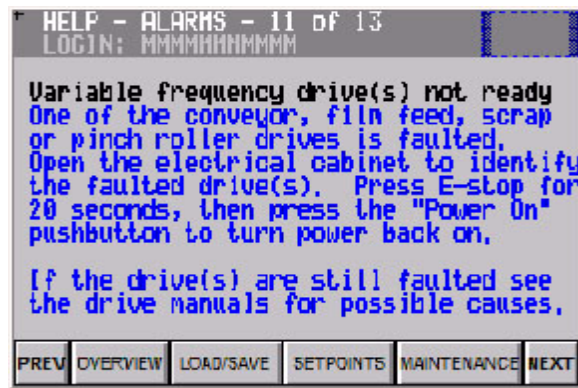 HELP - ALARMS - 11 of 13
LOGIN: MMMMMMMMMMM
Variable frequency drive(s) not ready
One of the conveyor, film feed, scrap
or pinch roller drives is faulted.
Open the electrical cabinet to identify
the faulted drive(s). Press E-stop for
20 seconds, then press the "Power On"
pushbutton to turn power back on.
If the drive(s) are still faulted see
the drive manuals for possible causes.
PREV OVERVIEW LOAD/SAVE SETPOINTS MAINTENANCE NEXT